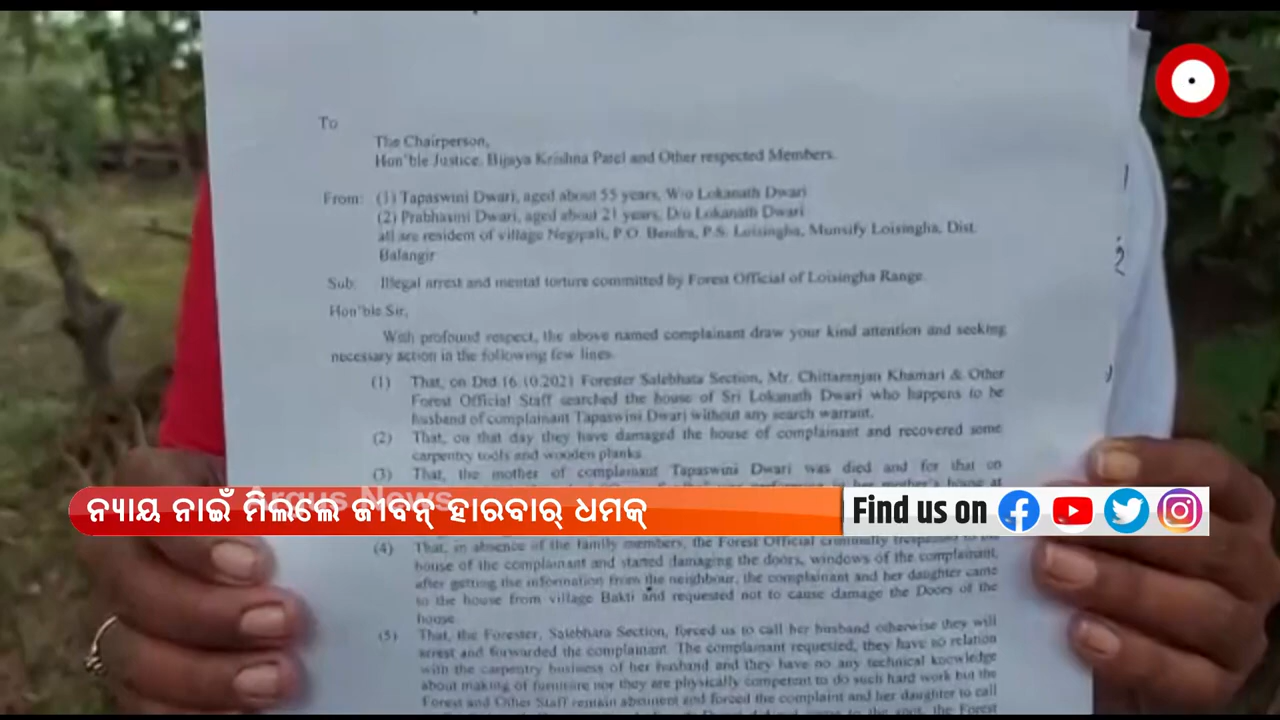 To
The Chairperson,
Hon'ble Justice, Bijaya Krishna Patel and Other respected Members.
From: (1) Tapaswini Dwari, aged about 55 years, W/o Lokanath Dwari
(2) Prabhasini Dwari, aged about 21 years, D/o Lokanath Dwari
all are resident of village Negipali, P.O. Bendra, P.S. Loisingha, Munsify Loisingha, Dist.
Balangir
Sub: Illegal arrest and mental torture committed by Forest Official of Loisingha Range.
Hon'ble Sir,
With profound respect, the above named complainant draw your kind attention and seeking
necessary action in the following few lines.
(1) That, on Dtd.16.10.2021 Forester Salebhata Section, Mr. Chittaranjan Khamari & Other
Forest Official Staff searched the house of Sri Lokanath Dwari who happens to be
husband of complainant Tapaswini Dwari without any search warrant.
(2) That, on that day they have damaged the house of complainant and recovered some
carpentry tools and wooden planks.
(3) That, the mother of complainant Tapaswini Dwari was died and for that on
her mother's house at
Argus News
ନ୍ୟାୟ ନାଇଁ ମିଲଲେ ଜୀବନ୍ ହାରବାର୍ ଧମକ୍
Find us on
(4) That, in absence of the family members, the Forest Official criminally
house of the complainant and started damaging the doors, windows of the complainant,
after getting the information from the neighbour, the complainant and her daughter came
to the house from village Bakti and requested not to cause damage the Doors of the
house.
(5) That, the Forester, Salebhata Section, forced us to call her husband otherwise they will
arrest and forwarded the complainant. The complainant requested, they have no relation
with the carpentry business of her husband and they have no any technical knowledge
about making of furniture nor they are physically competent to do such hard work but the
Forest and Other Staff remain abstinent and forced the complaint and her daughter to call
the spot, the Forest
2